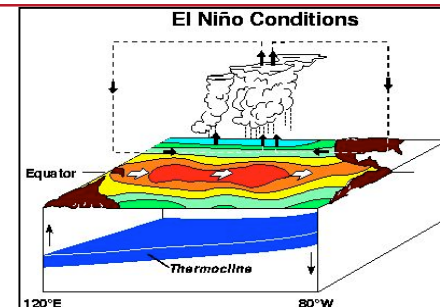 El Niño Conditions
Equator
Thermocline
120°E
80°W